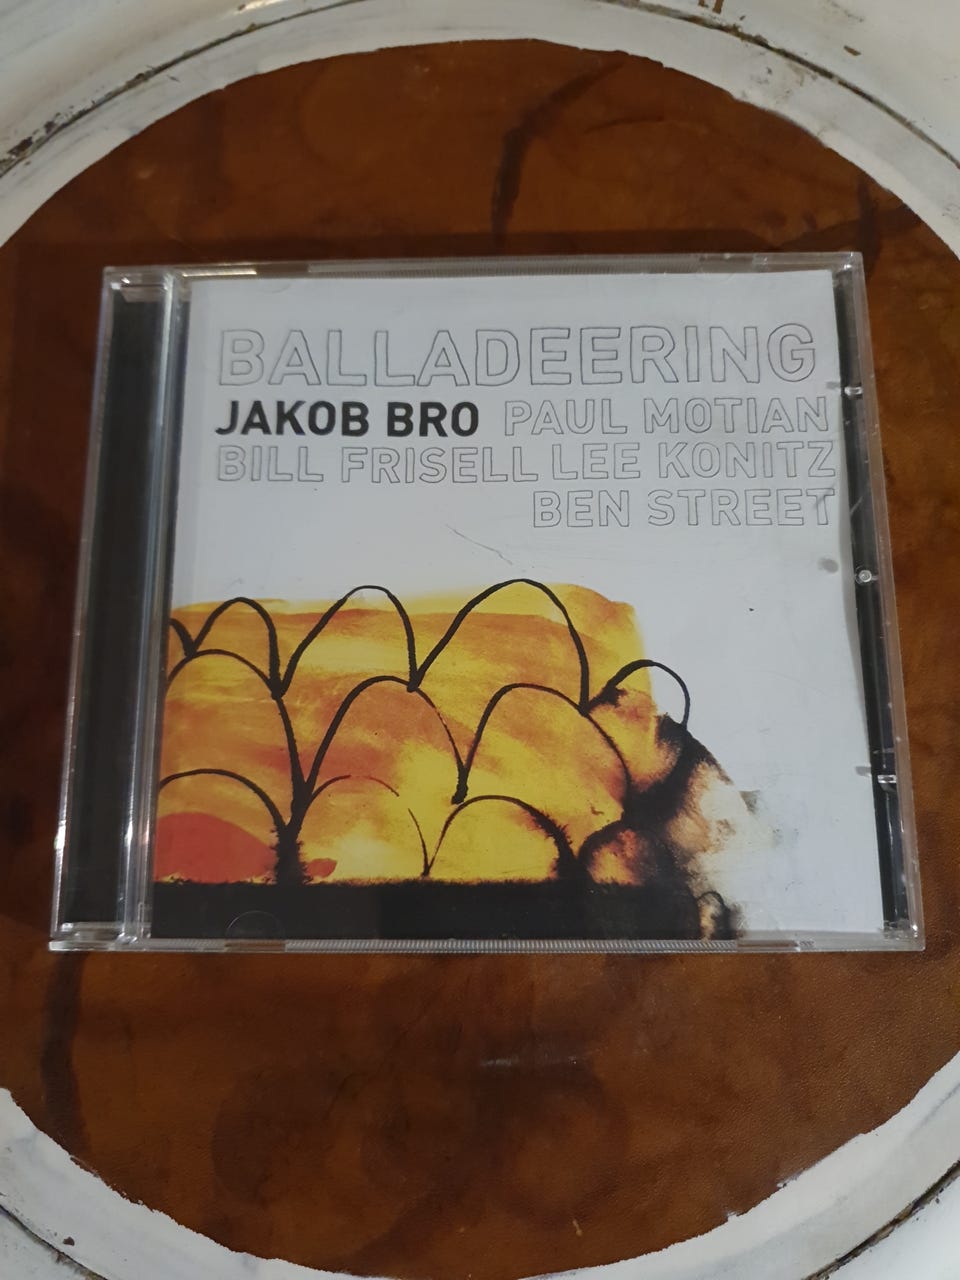 BALLADEERING
JAKOB BRO PAUL MOTIAN
BILL FRISELL LEE KONITZ
BEN STREET